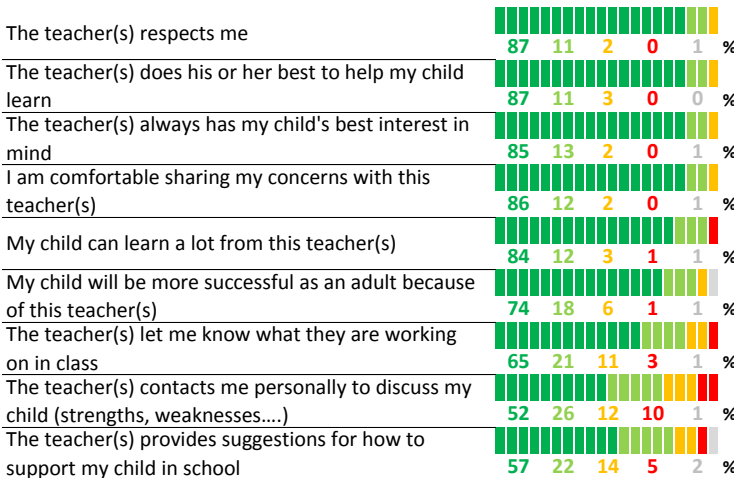 The teacher(s) respects me
87 11 2 0 1 %
The teacher(s) does his or her best to help my child
learn
87 11 3 0 0 %
The teacher(s) always has my child's best interest in
mind
85 13 2 0 1 %
I am comfortable sharing my concerns with this
teacher(s)
86 12 2 0 1 %
My child can learn a lot from this teacher(s)
84 12 3 1 1 %
My child will be more successful as an adult because
of this teacher(s)
74 18 6 1 1 %
The teacher(s) let me know what they are working
on in class
65 21 11 3 1 %
The teacher(s) contacts me personally to discuss my
child (strengths, weaknesses....)
52 26 12 10 1 %
The teacher(s) provides suggestions for how to
support my child in school
57 22 14 5 2 %